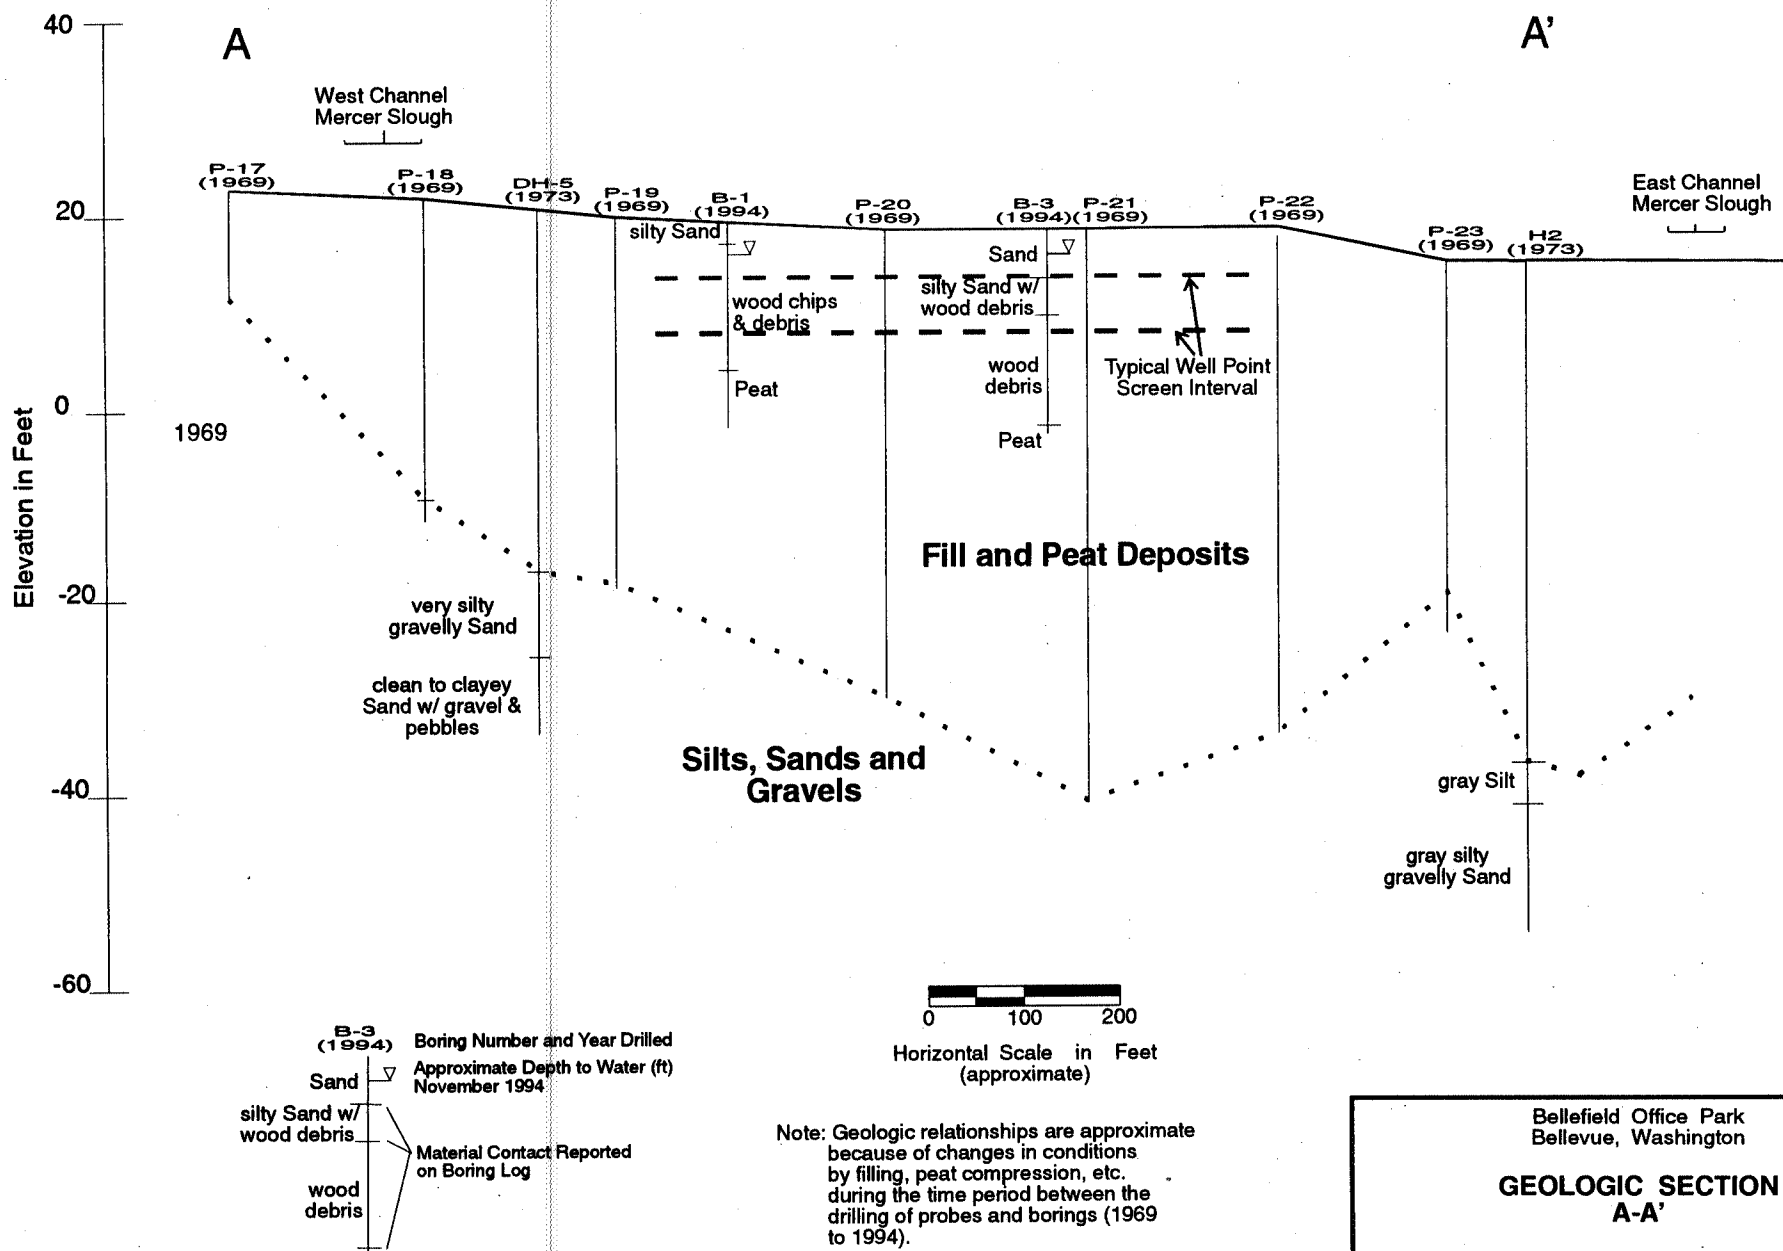 40
A
A'
West Channel
Mercer Slough
P-17
(1969)
P-18
(1969)
DH-5
(1973)
P-19
(1969)
B-1
(1994)
P-20
(1969)
B-3
(1994)
P-21
(1969)
P-22
(1969)
East Channel
Mercer Slough
P-23
(1969)
H2
(1973)
20
silty Sand
Sand
silty Sand w/
wood debris
wood chips
& debris
wood
debris
Typical Well Point
Screen Interval
Peat
Peat
0
1969
Elevation in Feet
Fill and Peat Deposits
-20
very silty
gravelly Sand
clean to clayey
Sand w/ gravel &
pebbles
Silts, Sands and
Gravels
-40
gray Silt
gray silty
gravelly Sand
-60
0 100 200
Horizontal Scale in Feet
(approximate)
B-3
(1994)
Boring Number and Year Drilled
Sand
Approximate Depth to Water (ft)
November 1994
silty Sand w/
wood debris
Material Contact Reported
on Boring Log
wood
debris
Note: Geologic relationships are approximate
because of changes in conditions
by filling, peat compression, etc.
during the time period between the
drilling of probes and borings (1969
to 1994).
Bellefield Office Park
Bellevue, Washington
GEOLOGIC SECTION
A-A'